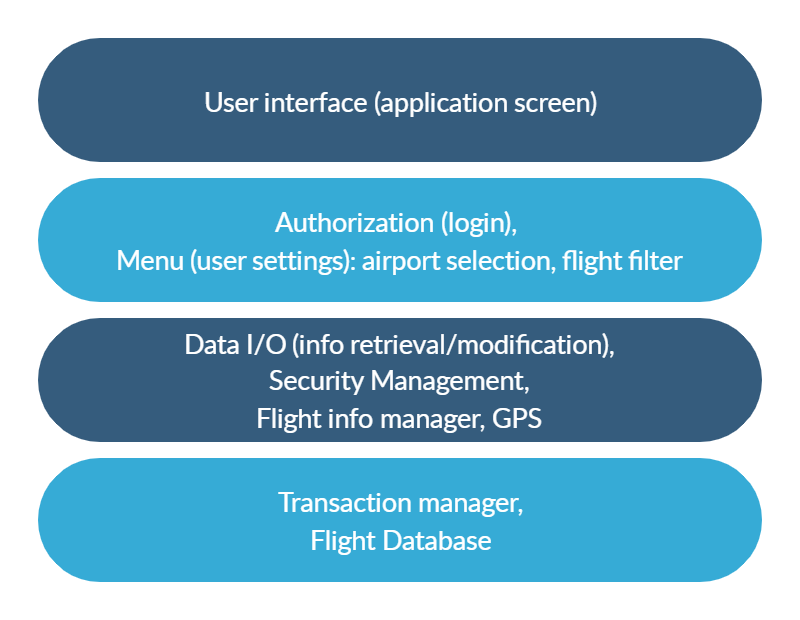 User interface (application screen)
Authorization (login),
Menu (user settings): airport selection, flight filter
Data I/O (info retrieval/modification),
Security Management,
Flight info manager, GPS
Transaction manager,
Flight Database